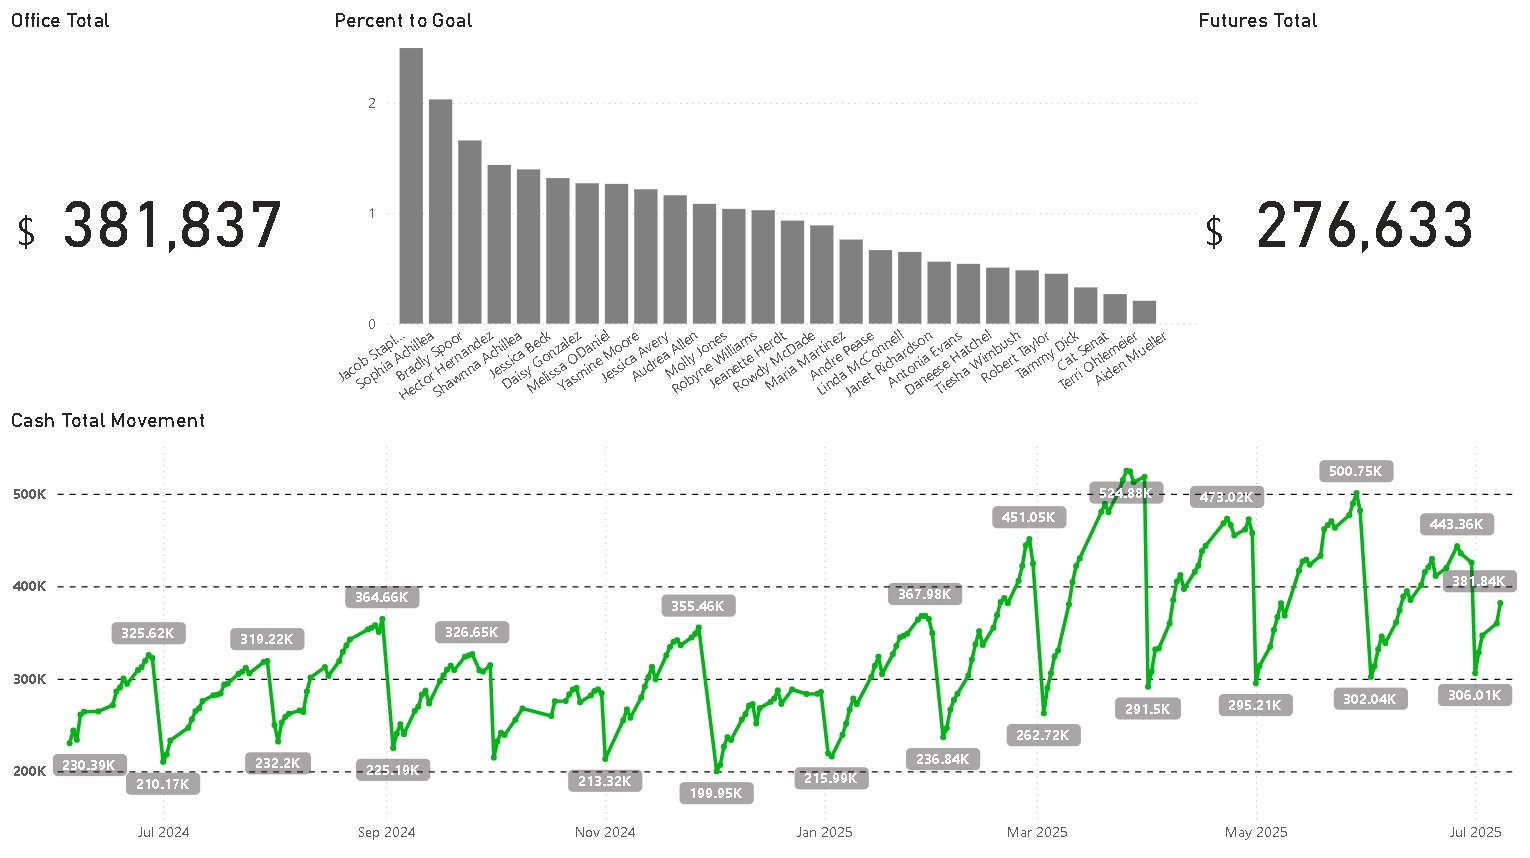 Office Total
Percent to Goal
Futures Total
2
1
0
$ 381,837
$ 276,633
Jacob Stapl...
Sophia Achillea
Bradly Spoor
Hector Hernandez
Shawnna Achillea
Jessica Beck
Daisy Gonzalez
Melissa ODaniel
Yasmine Moore
Jessica Avery
Audrea Allen
Molly Jones
Robyne Williams
Jeanette Herdt
Rowdy McDade
Maria Martinez
Andre Pease
Linda McConnell
Janet Richardson
Antonia Evans
Daneese Hatchel
Tiesha Wimbush
Robert Taylor
Tammy Dick
Cat Senat
Terri Ohlemeier
Aiden Mueller
Cash Total Movement
500K
400K
300K
200K
230.39K
325.62K
210.17K
319.22K
232.2K
364.66K
225.19K
326.65K
213.32K
355.46K
199.95K
215.99K
367.98K
236.84K
451.05K
262.72K
524.88K
291.5K
473.02K
295.21K
500.75K
302.04K
443.36K
381.84K
306.01K
Jul 2024
Sep 2024
Nov 2024
Jan 2025
Mar 2025
May 2025
Jul 2025